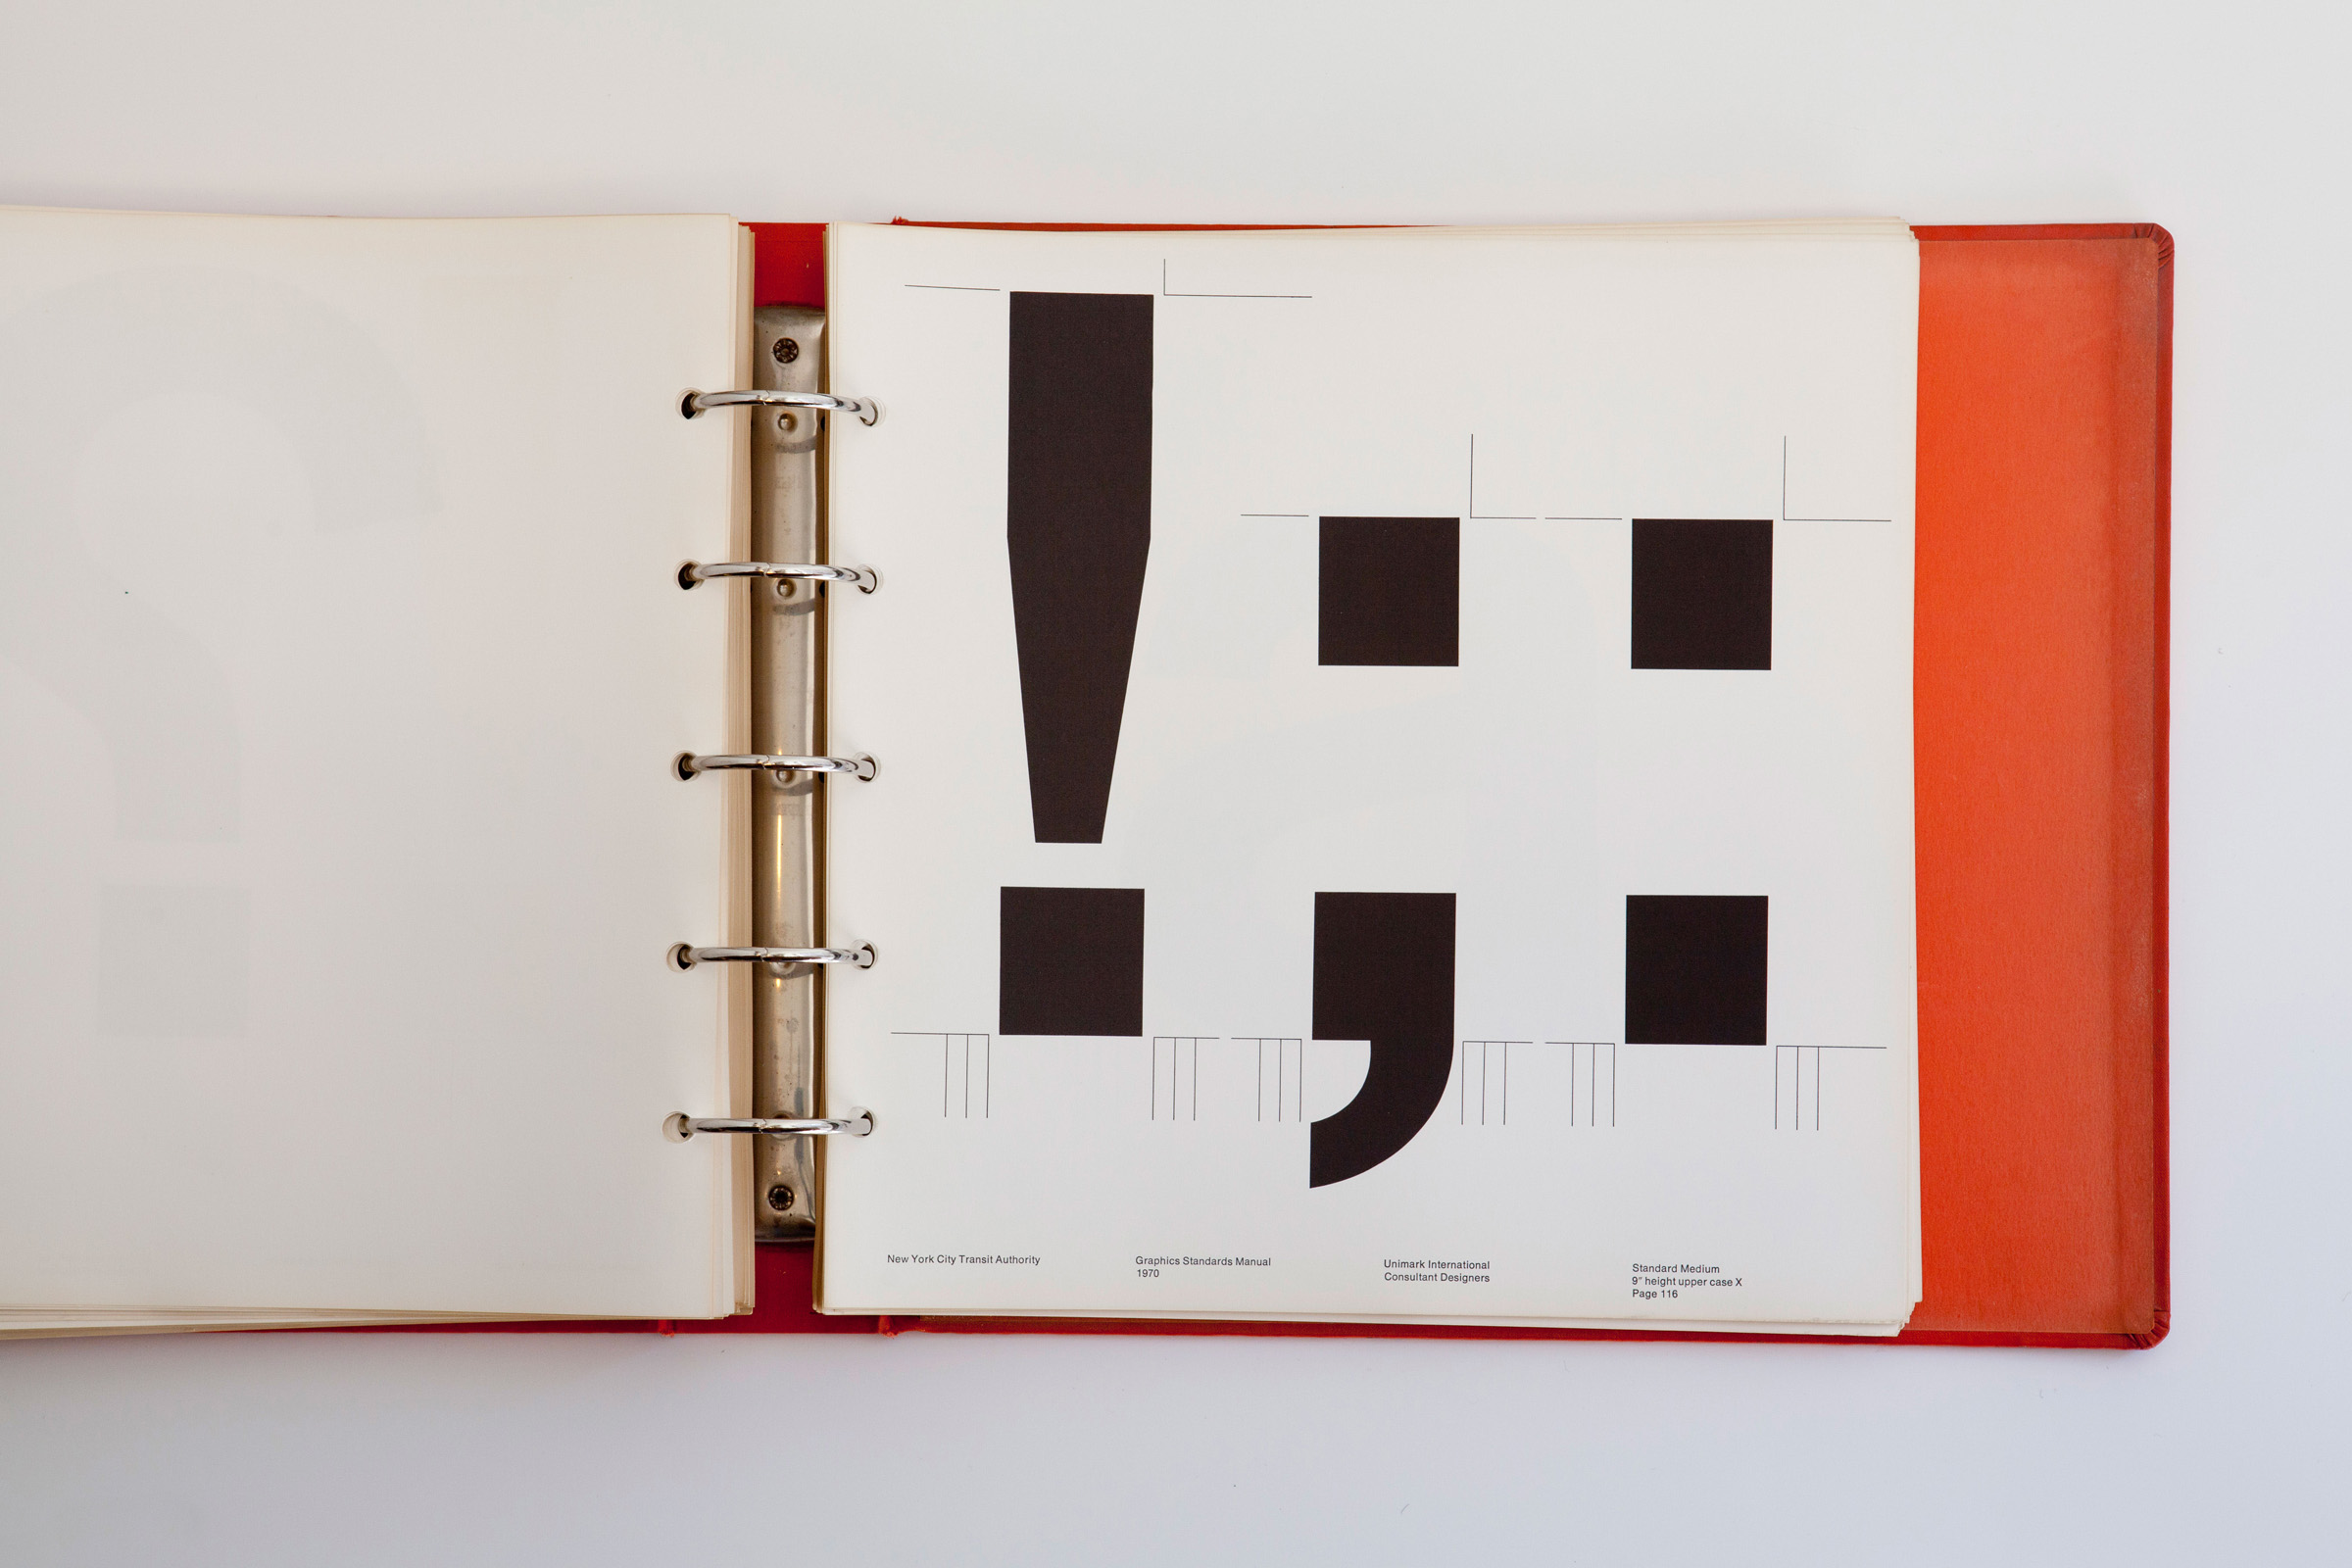 ! ; :
New York City Transit Authority
Graphics Standards Manual
1970
Unimark International
Consultant Designers
Standard Medium
9" height upper case X
Page 116